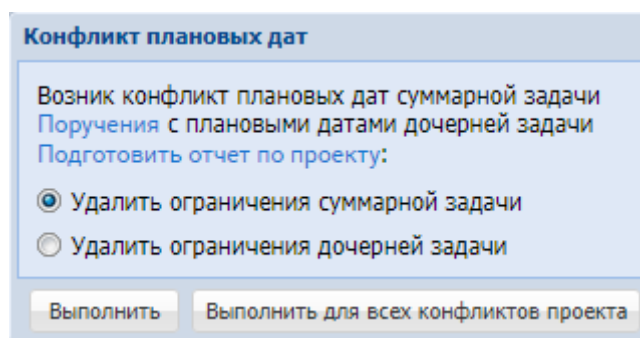 Конфликт плановых дат
Возник конфликт плановых дат суммарной задачи
Поручения с плановыми датами дочерней задачи
Подготовить отчет по проекту:
Удалить ограничения суммарной задачи
Удалить ограничения дочерней задачи
Выполнить Выполнить для всех конфликтов проекта